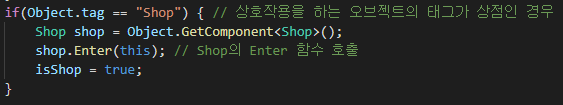 if(Object.tag == "Shop") { // 상호작용을 하는 오브젝트의 태그가 상점인 경우
Shop shop = Object.GetComponent<Shop>();
shop.Enter(this); // Shop의 Enter 함수 호출
isShop = true;
}